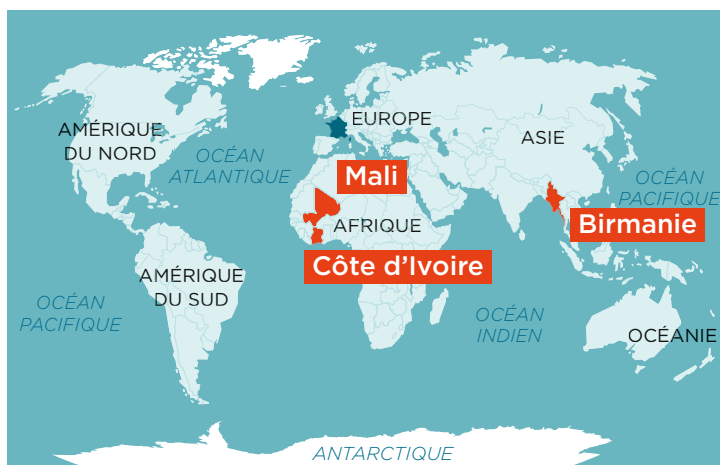 AMÉRIQUE
DU NORD
OCÉAN
ATLANTIQUE
EUROPE
ASIE
Mali
OCÉAN
PACIFIQUE
Birmanie
AFRIQUE
Côte d’Ivoire
AMÉRIQUE
DU SUD
OCÉAN
PACIFIQUE
OCÉAN
INDIEN
OCÉANIE
ANTARCTIQUE